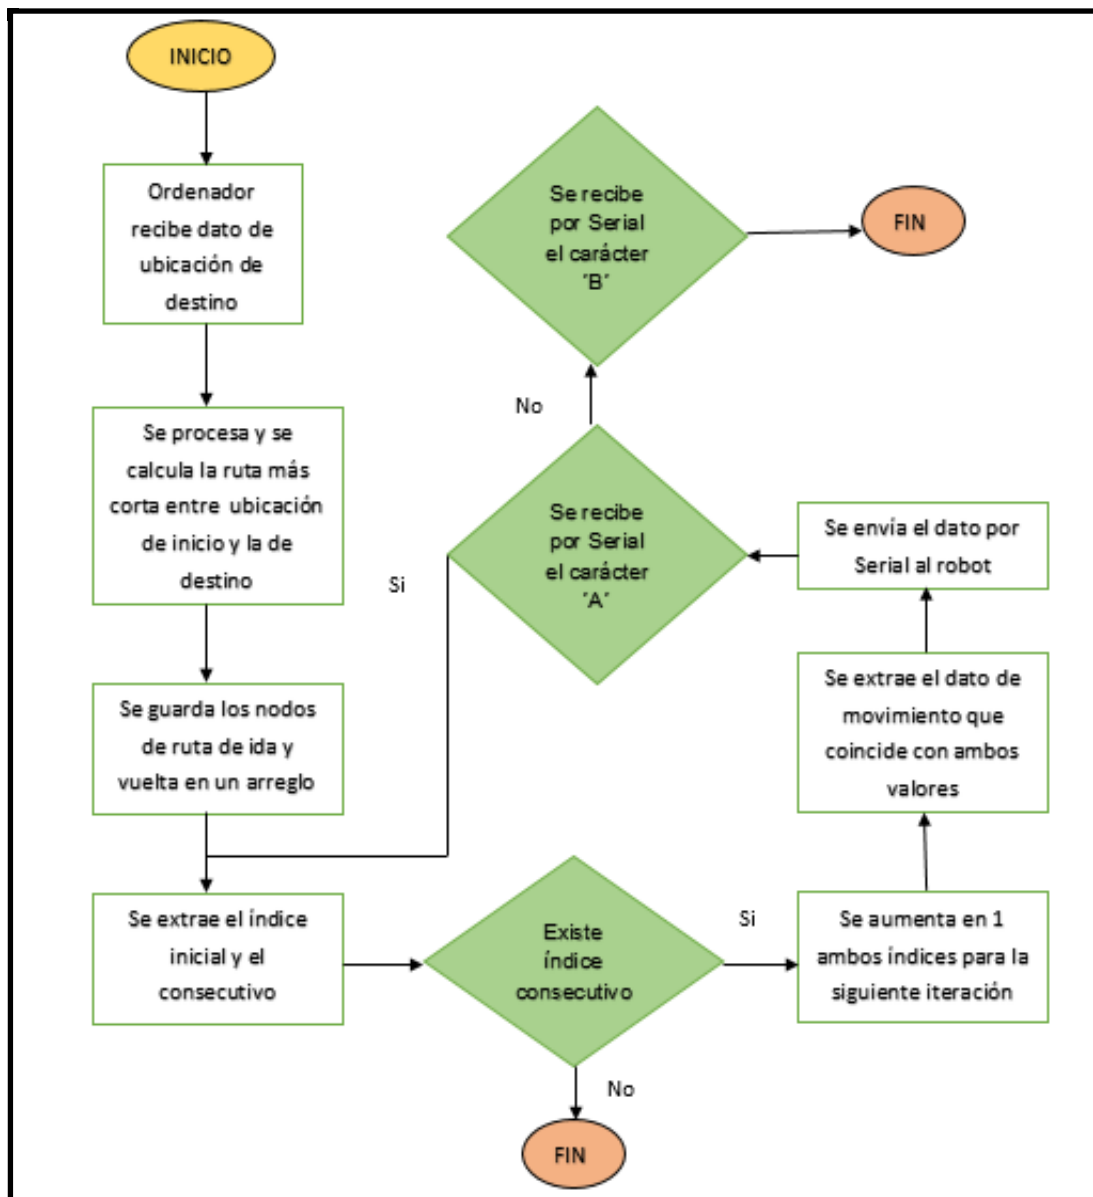 INICIO
Ordenador
recibe dato de
ubicación de
destino
Se procesa y se
calcula la ruta más
corta entre ubicación
de inicio y la de
destino
Se guarda los nodos
de ruta de ida y
vuelta en un arreglo
Se extrae el índice
inicial y el
consecutivo
Existe
índice
consecutivo
No
FIN
Si
Se aumenta en 1
ambos índices para la
siguiente iteración
Se extrae el dato de
movimiento que
coincide con ambos
valores
Se envía el dato por
Serial al robot
Se recibe
por Serial
el carácter
´A´
Si
No
Se recibe
por Serial
el carácter
´B´
FIN